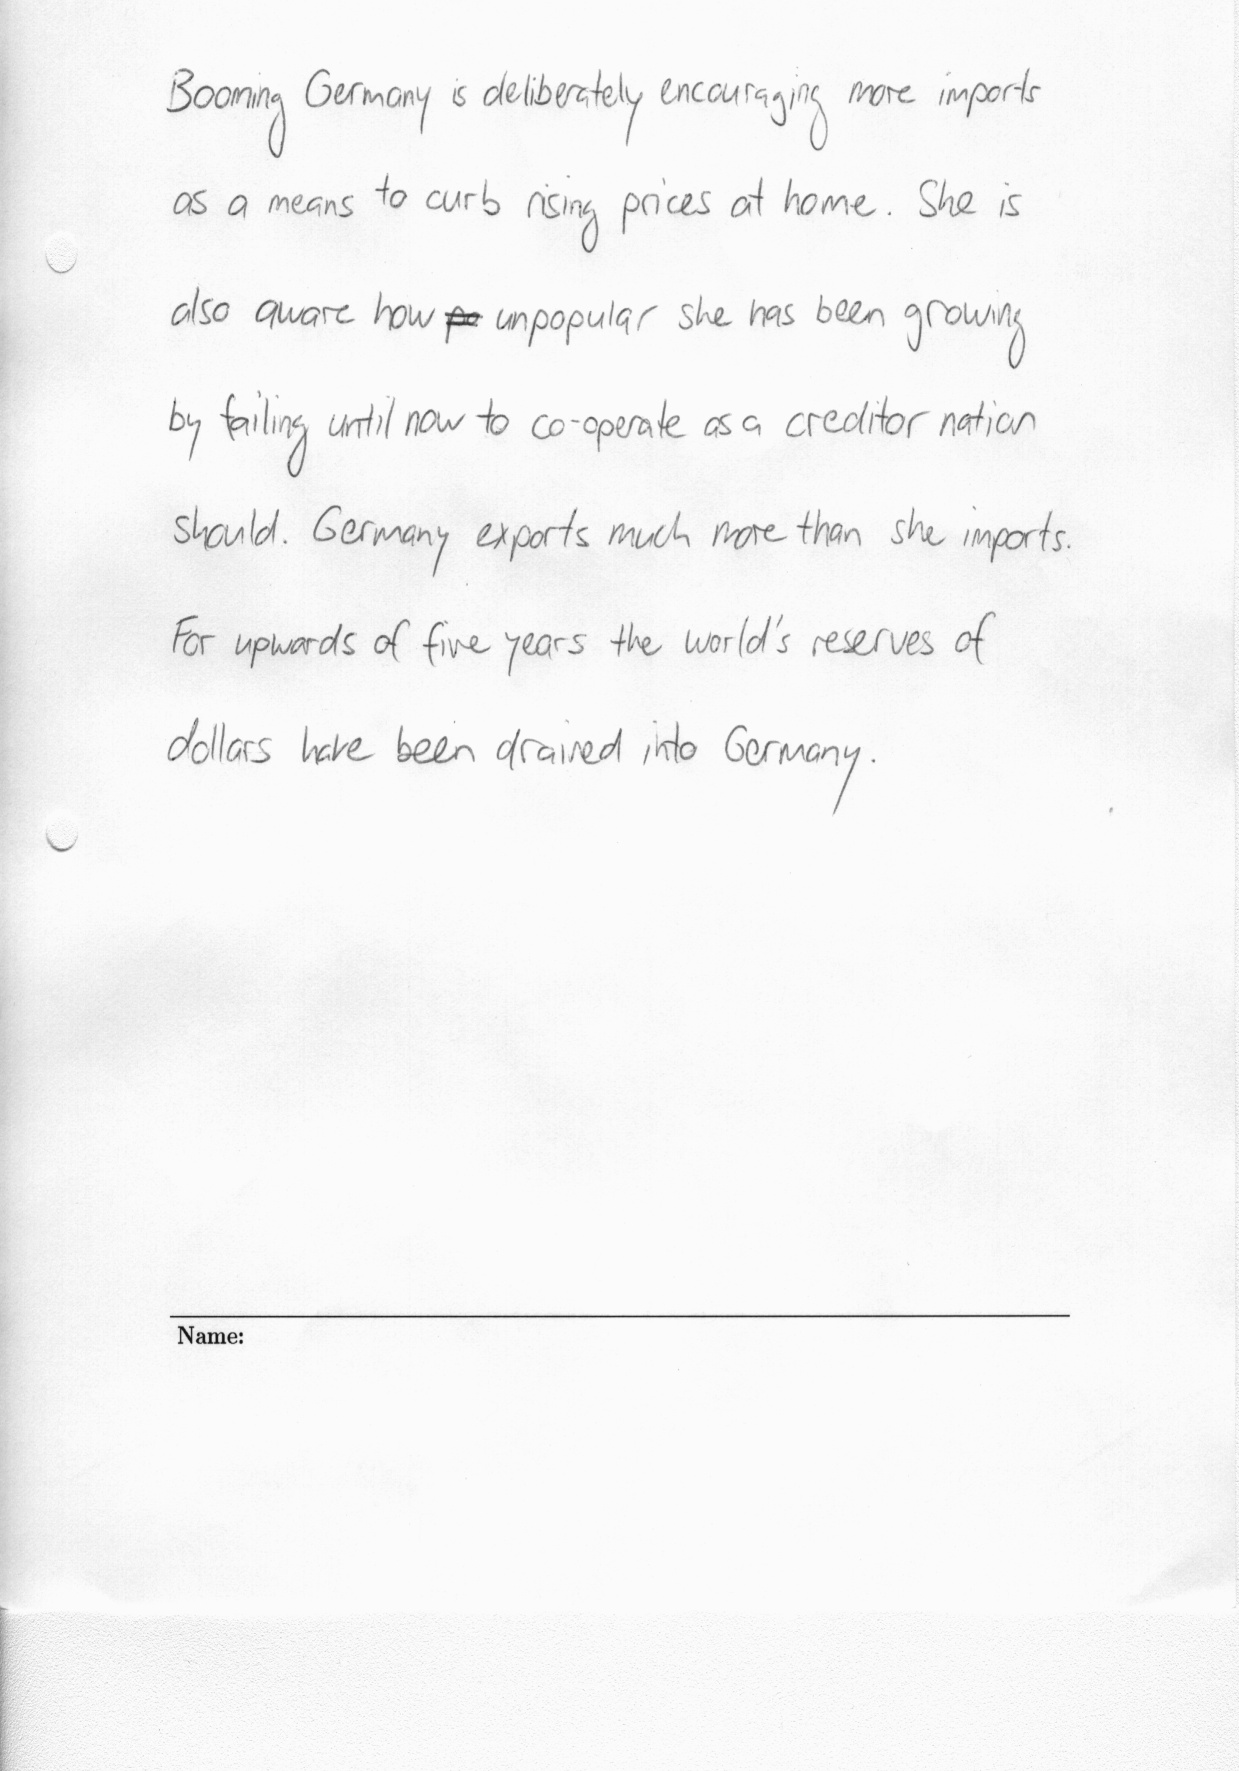 Booming Germany is deliberately encouraging more imports
as a means to curb rising prices at home. She is
also aware how unpopular she has been growing
by failing until now to co-operate as a creditor nation
should. Germany exports much more than she imports.
For upwards of five years the world's reserves of
dollars have been drained into Germany.
Name: